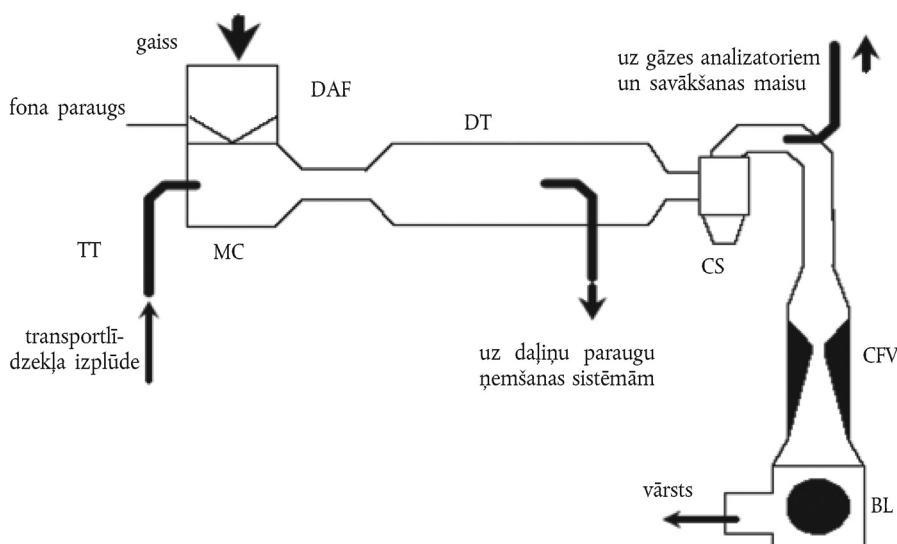 gaiss
uz gāzes analizatoriem
un savākšanas maisu
DAF
fona paraugs
DT
TT
MC
CS
transportlī-
dzekļa izplūde
uz daļiņu paraugu
ņemšanas sistēmām
CFV
vārsts
BL